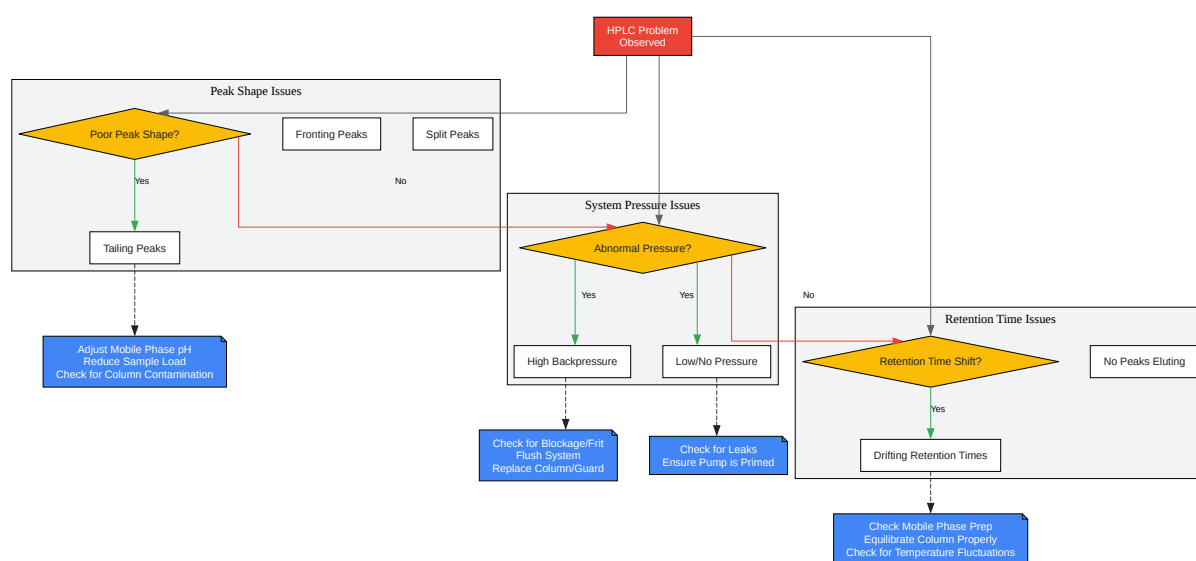 HPLC Problem
Observed
Peak Shape Issues
Poor Peak Shape?
Fronting Peaks
Split Peaks
Yes
No
Tailing Peaks
Adjust Mobile Phase pH
Reduce Sample Load
Check for Column Contamination
System Pressure Issues
Abnormal Pressure?
Yes
Yes
No
High Backpressure
Low/No Pressure
Check for Blockage/Frit
Flush System
Replace Column/Guard
Check for Leaks
Ensure Pump is Primed
Retention Time Issues
Retention Time Shift?
No Peaks Eluting
Yes
Drifting Retention Times
Check Mobile Phase Prep
Equilibrate Column Properly
Check for Temperature Fluctuations